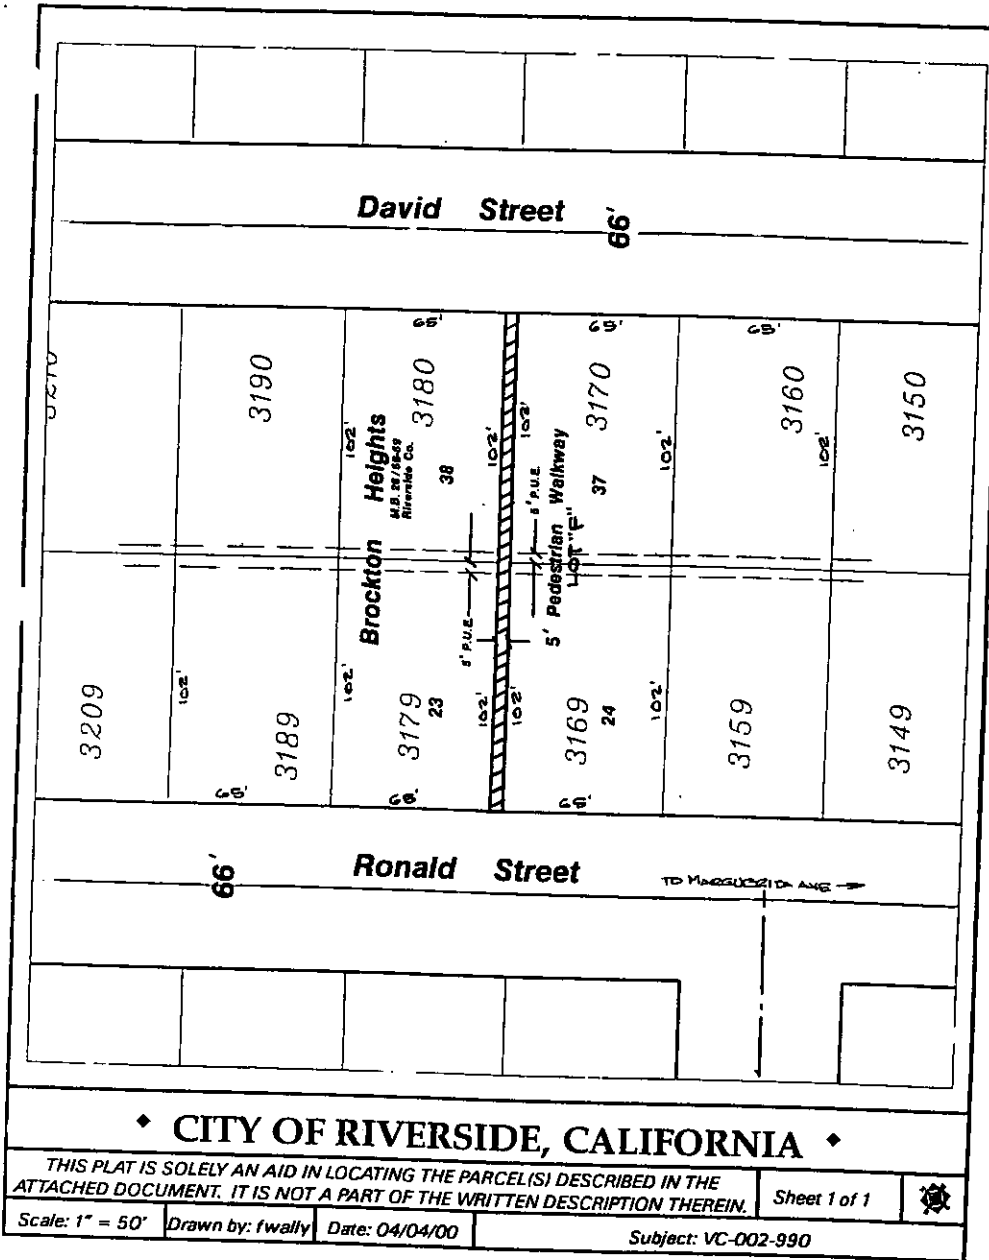 David Street 66'
65'
65'
65'
3190
3180
3170
3160
3150
102'
102'
102'
102'
102'
Brockton Heights
M.B. 26/68-69
Riverside Co.
38
37
5' P.U.E.
5' Pedestrian Walkway
LOT "F"
5' P.U.E.
3209
3189
3179
23
3169
24
3159
3149
102'
102'
102'
102'
102'
65'
65'
65'
66' Ronald Street
TO MARGUERITA AVE
◆ CITY OF RIVERSIDE, CALIFORNIA ◆
THIS PLAT IS SOLELY AN AID IN LOCATING THE PARCEL(S) DESCRIBED IN THE
ATTACHED DOCUMENT. IT IS NOT A PART OF THE WRITTEN DESCRIPTION THEREIN.
Sheet 1 of 1
Scale: 1" = 50'
Drawn by: fwally
Date: 04/04/00
Subject: VC-002-990